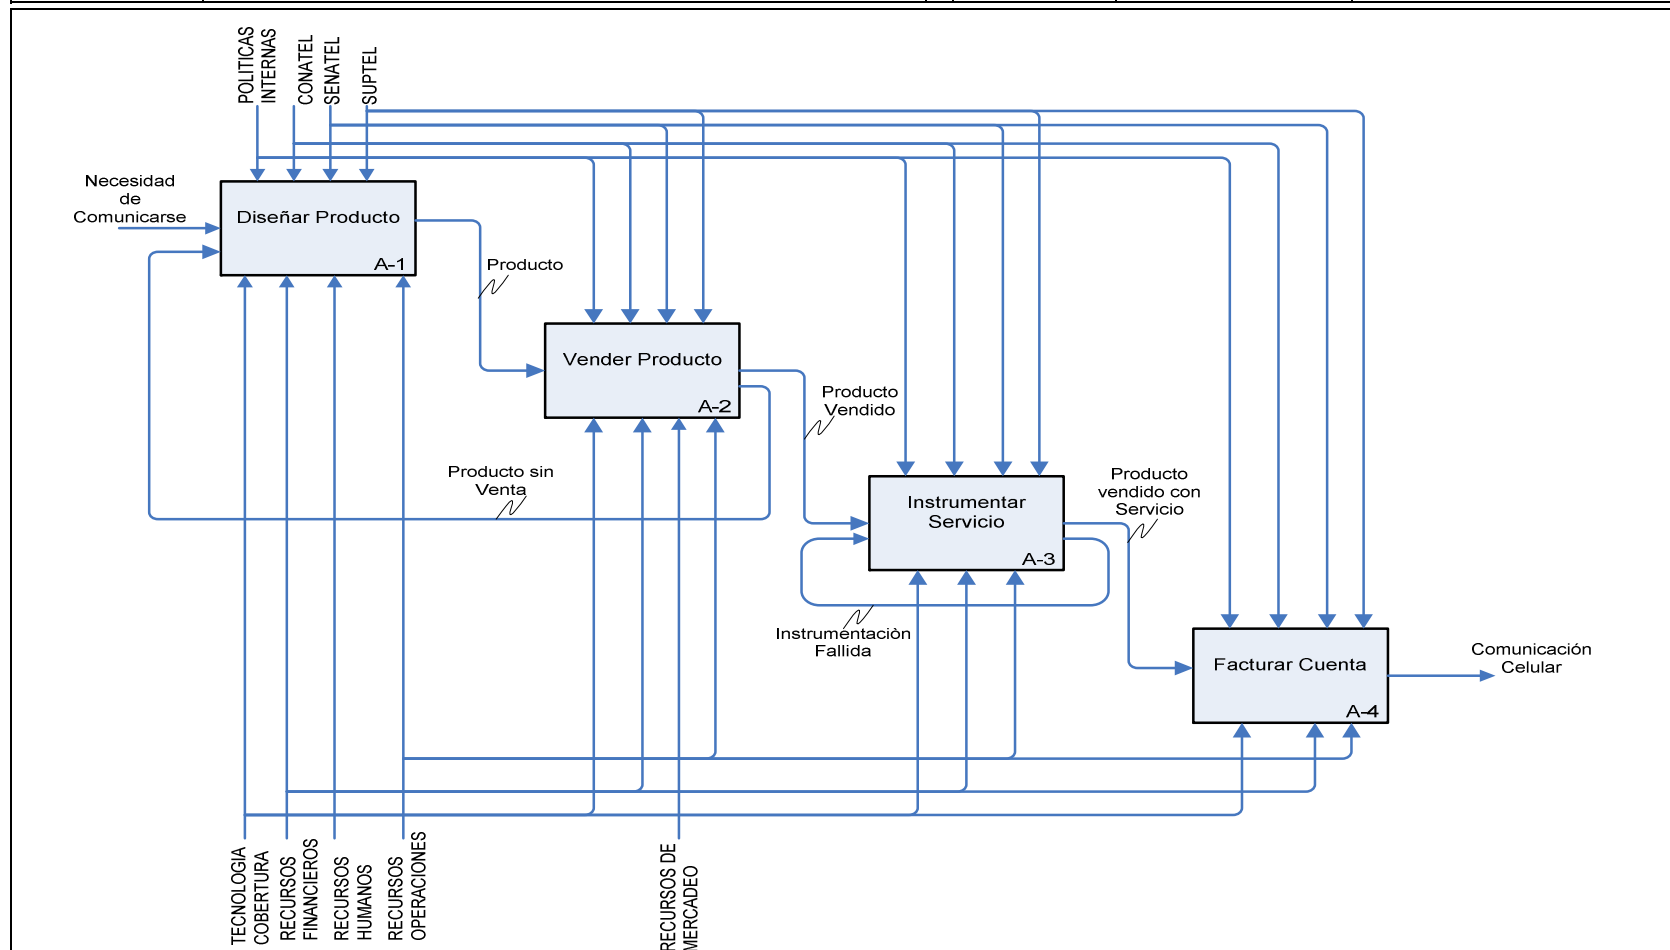 POLITICAS
INTERNAS
CONATEL
SENATEL
SUPTEL
Necesidad
de
Comunicarse
Diseñar Producto
A-1
Producto
Vender Producto
A-2
Producto
Vendido
Producto sin
Venta
Instrumentar
Servicio
A-3
Producto
vendido con
Servicio
Instrumentaciòn
Fallida
Facturar Cuenta
A-4
Comunicación
Celular
TECNOLOGIA
COBERTURA
RECURSOS
FINANCIEROS
RECURSOS
HUMANOS
RECURSOS
OPERACIONES
RECURSOS DE
MERCADEO